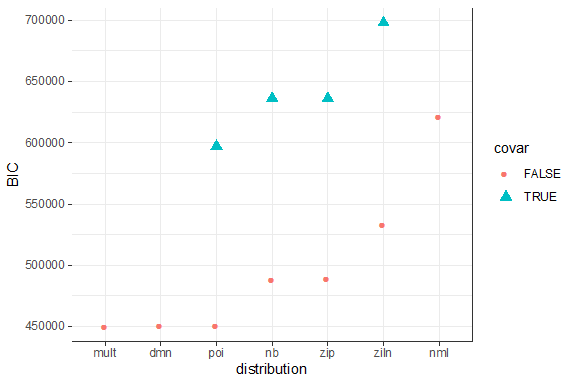 700000
650000
600000
550000
500000
450000
BIC
mult dmn poi nb zip ziln nml
distribution
covar
FALSE
TRUE